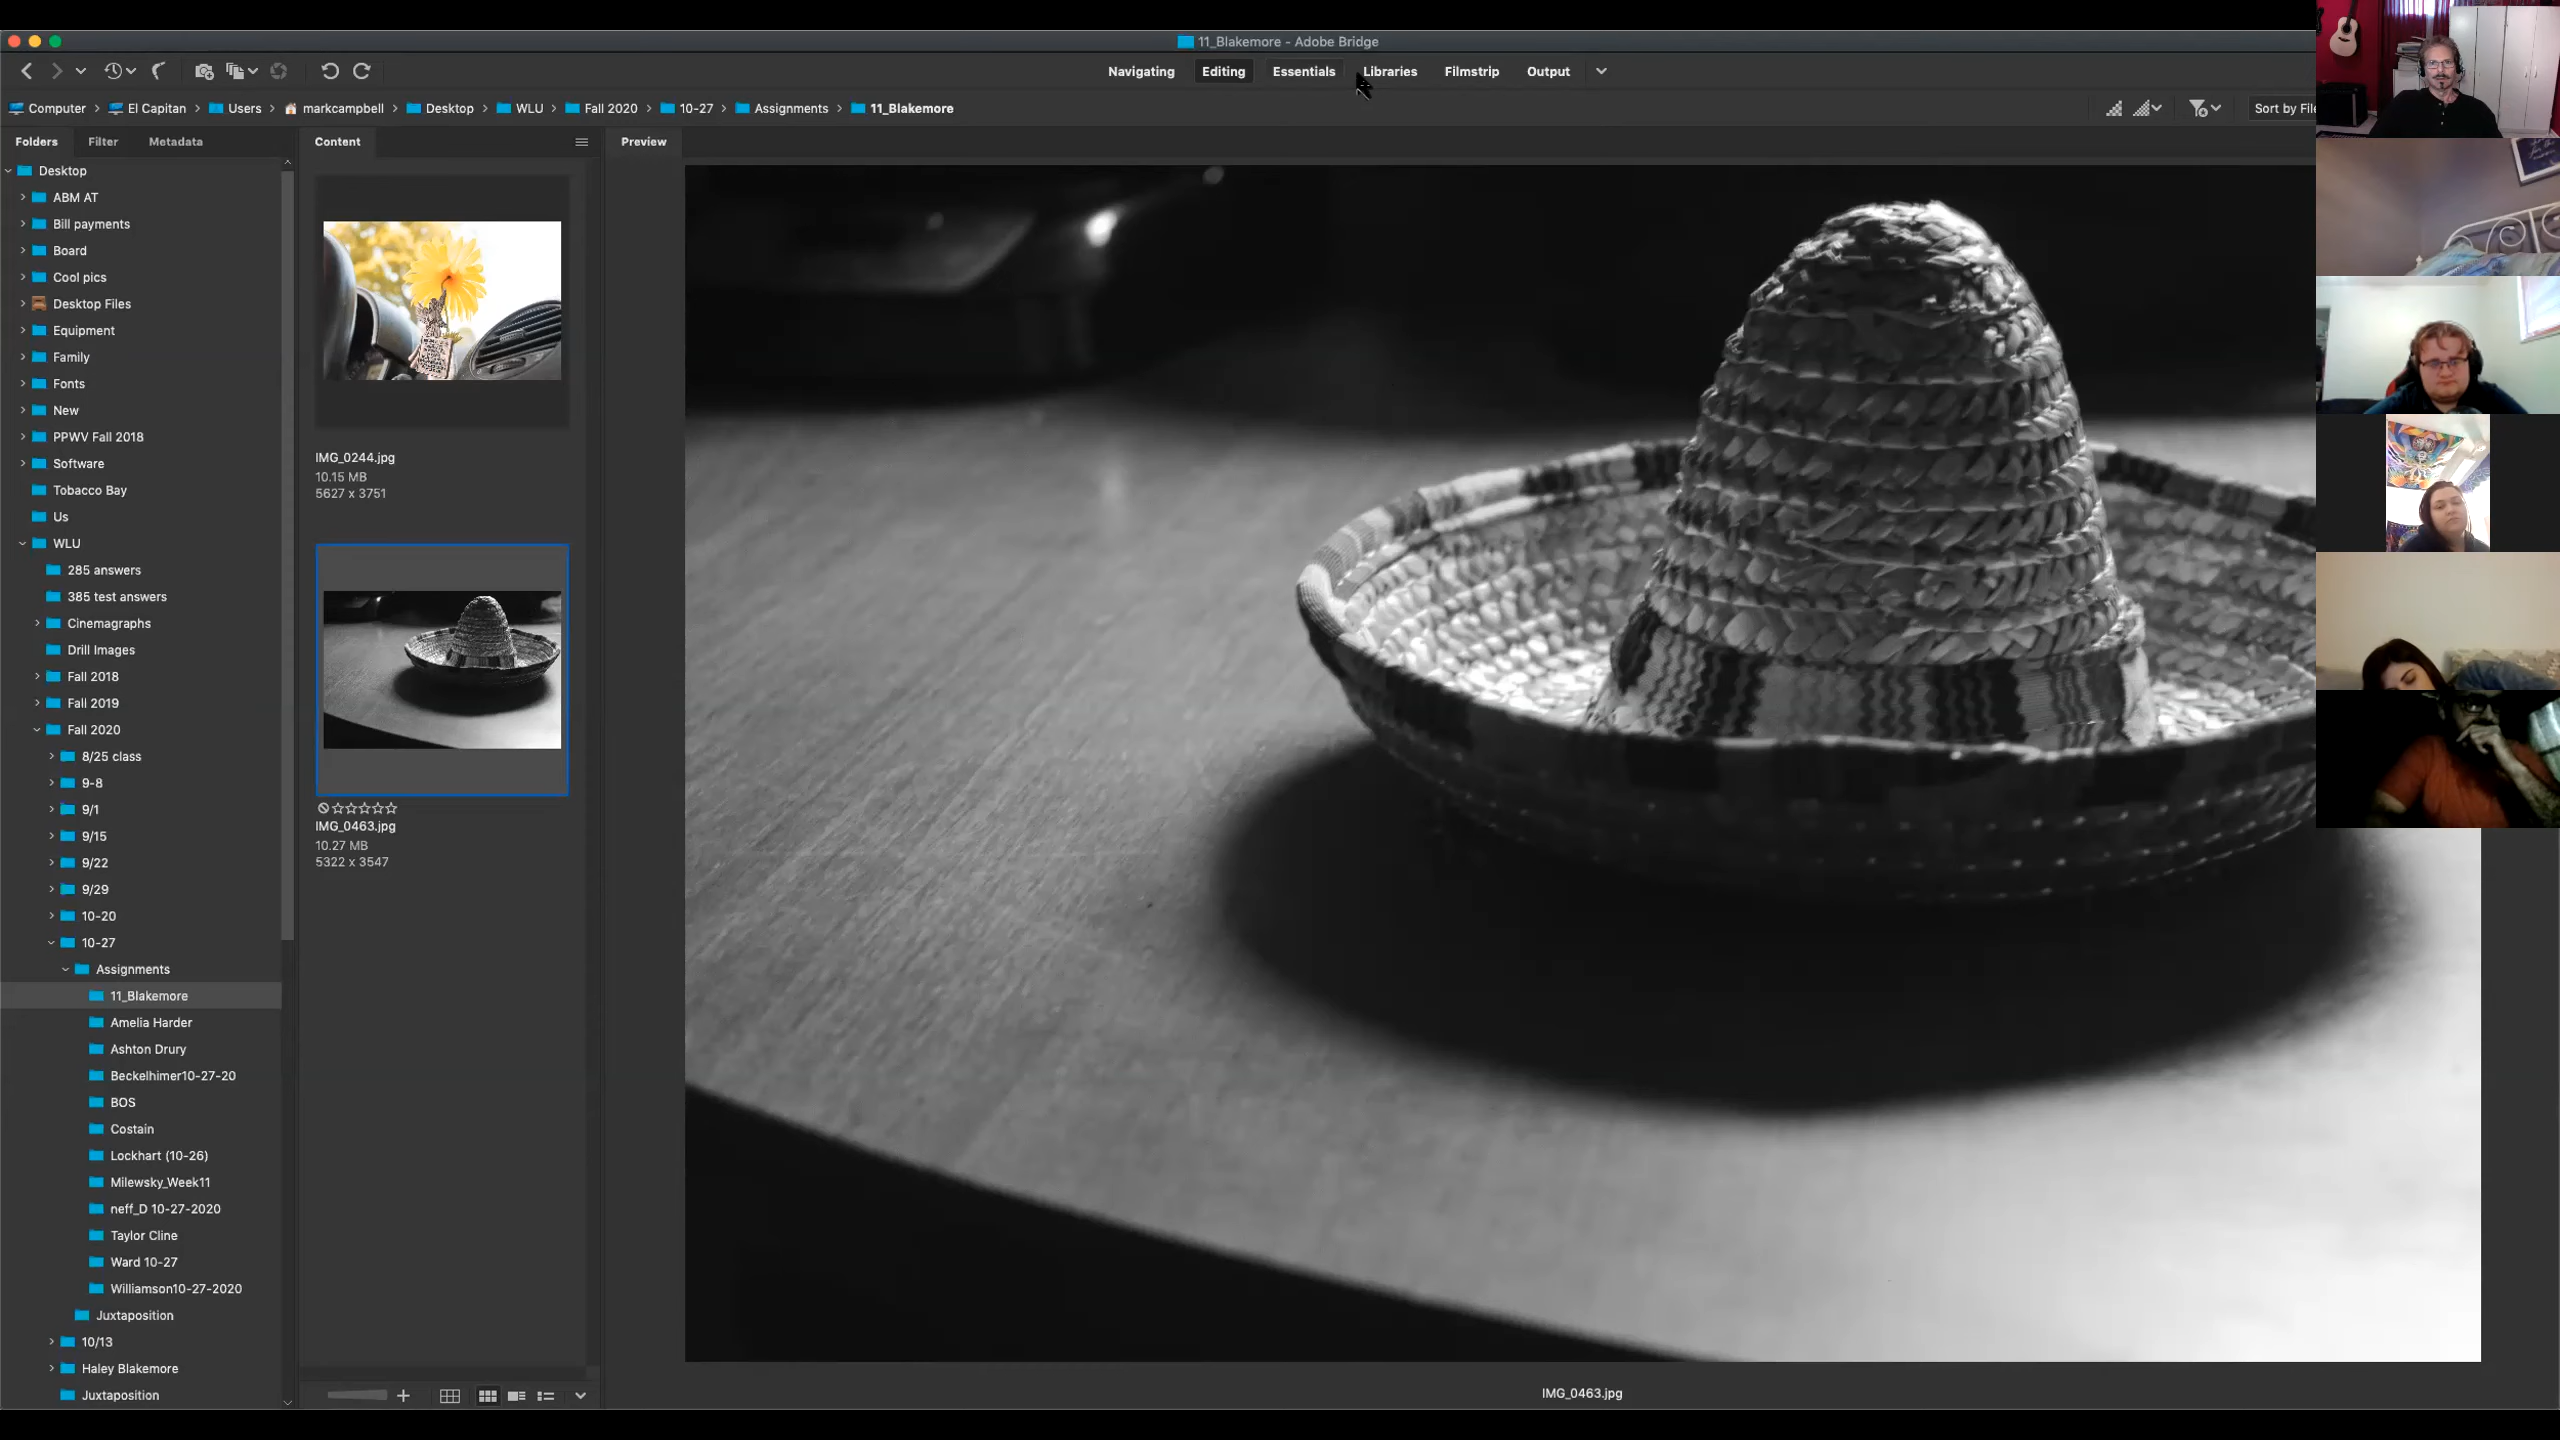 11_Blakemore - Adobe Bridge
Navigating Editing Essentials Libraries Filmstrip Output
Computer El Capitan Users markcampbell Desktop WLU Fall 2020 10-27 Assignments 11_Blakemore
Sort by File
Folders Filter Metadata
Content
Preview
Desktop
ABM AT
Bill payments
Board
Cool pics
Desktop Files
Equipment
Family
Fonts
New
PPWV Fall 2018
Software
Tobacco Bay
Us
WLU
285 answers
385 test answers
Cinemagraphs
Drill Images
Fall 2018
Fall 2019
Fall 2020
8/25 class
9-8
9/1
9/15
9/22
9/29
10-20
10-27
Assignments
11_Blakemore
Amelia Harder
Ashton Drury
Beckelhimer10-27-20
BOS
Costain
Lockhart (10-26)
Milewsky_Week11
neff_D 10-27-2020
Taylor Cline
Ward 10-27
Williamson10-27-2020
Juxtaposition
10/13
Haley Blakemore
Juxtaposition
IMG_0244.jpg
10.15 MB
5627 x 3751
IMG_0463.jpg
10.27 MB
5322 x 3547
IMG_0463.jpg